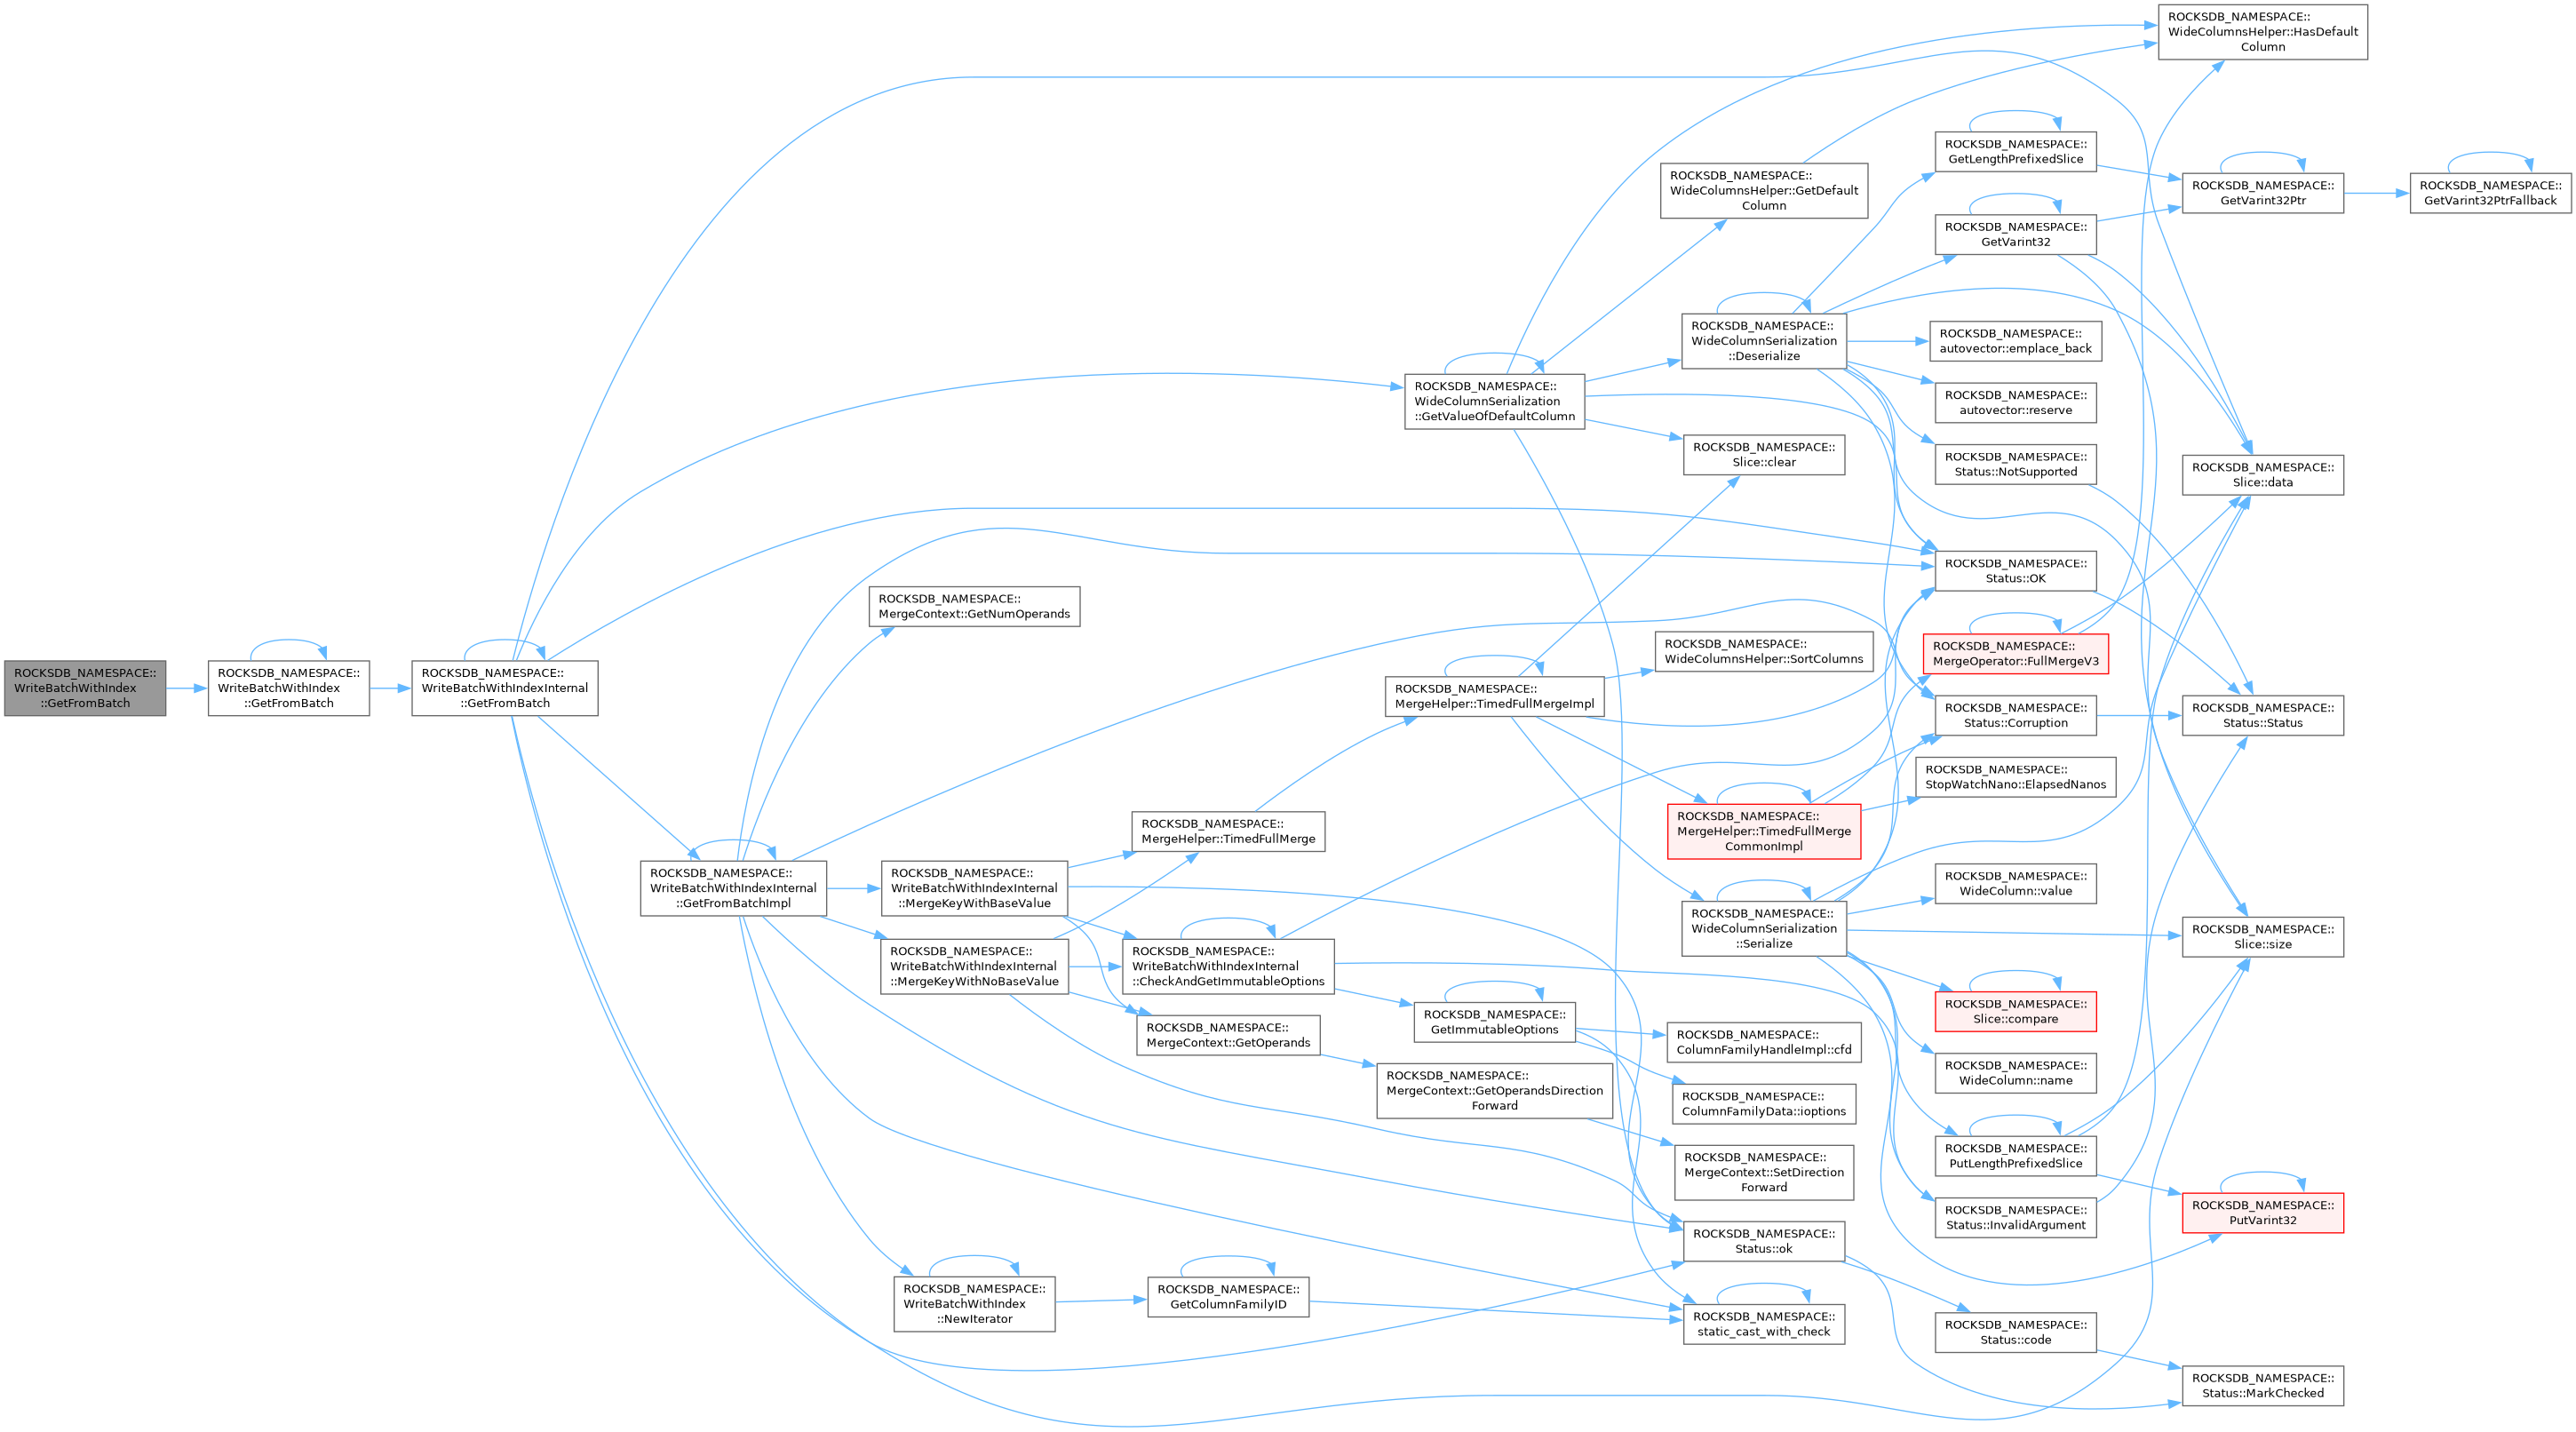 ROCKSDB_NAMESPACE::
WriteBatchWithIndex
::GetFromBatch
ROCKSDB_NAMESPACE::
WriteBatchWithIndex
::GetFromBatch
ROCKSDB_NAMESPACE::
WriteBatchWithIndexInternal
::GetFromBatch
ROCKSDB_NAMESPACE::
WriteBatchWithIndexInternal
::GetFromBatchImpl
ROCKSDB_NAMESPACE::
MergeContext::GetNumOperands
ROCKSDB_NAMESPACE::
WriteBatchWithIndexInternal
::MergeKeyWithBaseValue
ROCKSDB_NAMESPACE::
WriteBatchWithIndexInternal
::MergeKeyWithNoBaseValue
ROCKSDB_NAMESPACE::
WriteBatchWithIndex
::NewIterator
ROCKSDB_NAMESPACE::
MergeHelper::TimedFullMerge
ROCKSDB_NAMESPACE::
WriteBatchWithIndexInternal
::CheckAndGetImmutableOptions
ROCKSDB_NAMESPACE::
MergeContext::GetOperands
ROCKSDB_NAMESPACE::
GetColumnFamilyID
ROCKSDB_NAMESPACE::
WideColumnSerialization
::GetValueOfDefaultColumn
ROCKSDB_NAMESPACE::
MergeHelper::TimedFullMergeImpl
ROCKSDB_NAMESPACE::
GetImmutableOptions
ROCKSDB_NAMESPACE::
MergeContext::GetOperandsDirection
Forward
ROCKSDB_NAMESPACE::
WideColumnsHelper::GetDefault
Column
ROCKSDB_NAMESPACE::
WideColumnSerialization
::Deserialize
ROCKSDB_NAMESPACE::
Slice::clear
ROCKSDB_NAMESPACE::
WideColumnsHelper::SortColumns
ROCKSDB_NAMESPACE::
MergeHelper::TimedFullMerge
CommonImpl
ROCKSDB_NAMESPACE::
WideColumnSerialization
::Serialize
ROCKSDB_NAMESPACE::
ColumnFamilyHandleImpl::cfd
ROCKSDB_NAMESPACE::
ColumnFamilyData::ioptions
ROCKSDB_NAMESPACE::
MergeContext::SetDirection
Forward
ROCKSDB_NAMESPACE::
Status::ok
ROCKSDB_NAMESPACE::
static_cast_with_check
ROCKSDB_NAMESPACE::
GetLengthPrefixedSlice
ROCKSDB_NAMESPACE::
GetVarint32
ROCKSDB_NAMESPACE::
autovector::emplace_back
ROCKSDB_NAMESPACE::
autovector::reserve
ROCKSDB_NAMESPACE::
Status::NotSupported
ROCKSDB_NAMESPACE::
Status::OK
ROCKSDB_NAMESPACE::
MergeOperator::FullMergeV3
ROCKSDB_NAMESPACE::
Status::Corruption
ROCKSDB_NAMESPACE::
StopWatchNano::ElapsedNanos
ROCKSDB_NAMESPACE::
WideColumn::value
ROCKSDB_NAMESPACE::
Slice::compare
ROCKSDB_NAMESPACE::
WideColumn::name
ROCKSDB_NAMESPACE::
PutLengthPrefixedSlice
ROCKSDB_NAMESPACE::
Status::InvalidArgument
ROCKSDB_NAMESPACE::
Status::code
ROCKSDB_NAMESPACE::
WideColumnsHelper::HasDefault
Column
ROCKSDB_NAMESPACE::
GetVarint32Ptr
ROCKSDB_NAMESPACE::
Slice::data
ROCKSDB_NAMESPACE::
Status::Status
ROCKSDB_NAMESPACE::
Slice::size
ROCKSDB_NAMESPACE::
PutVarint32
ROCKSDB_NAMESPACE::
Status::MarkChecked
ROCKSDB_NAMESPACE::
GetVarint32PtrFallback